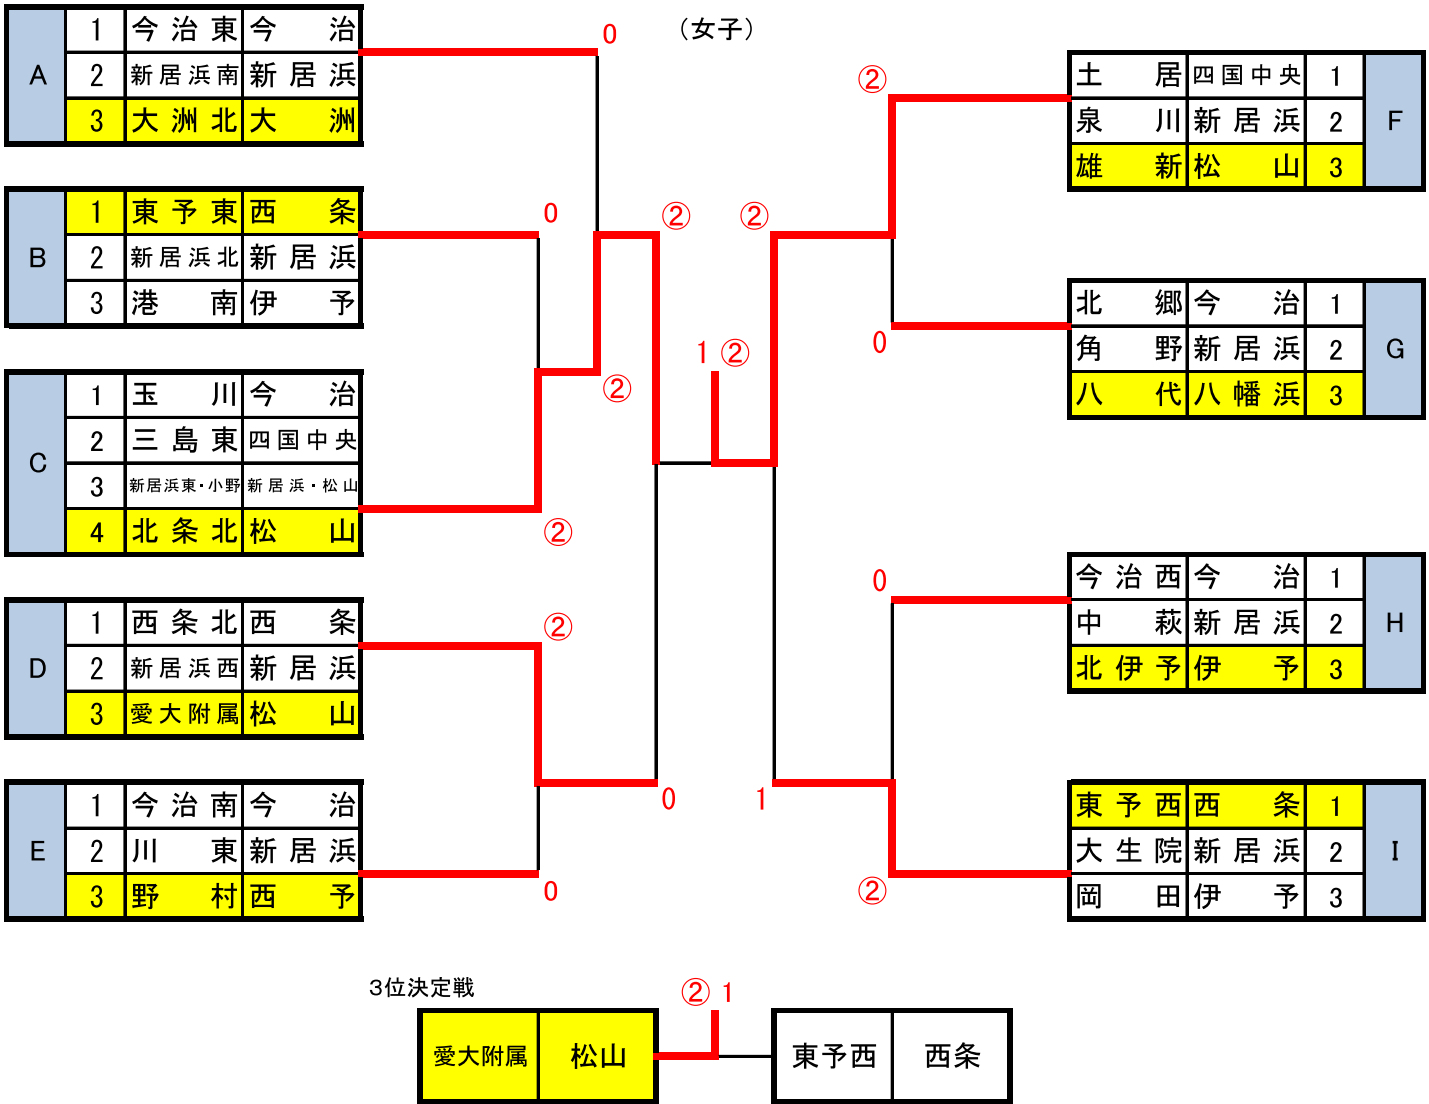 （女子）
A
1 今治東 今治
2 新居浜南 新居浜
3 大洲北 大洲
B
1 東予東 西条
2 新居浜北 新居浜
3 港南 伊予
C
1 玉川 今治
2 三島東 四国中央
3 新居浜東・小野 新居浜・松山
4 北条北 松山
D
1 西条北 西条
2 新居浜西 新居浜
3 愛大附属 松山
E
1 今治南 今治
2 川東 新居浜
3 野村 西予
0
0
②
②
②
②
0
0
1 ②
②
②
0
0
1
②
土居 四国中央 1
泉川 新居浜 2
雄新 松山 3
F
北郷 今治 1
角野 新居浜 2
八代 八幡浜 3
G
今治西 今治 1
中萩 新居浜 2
北伊予 伊予 3
H
東予西 西条 1
大生院 新居浜 2
岡田 伊予 3
I
3位決定戦
② 1
愛大附属 松山
東予西 西条